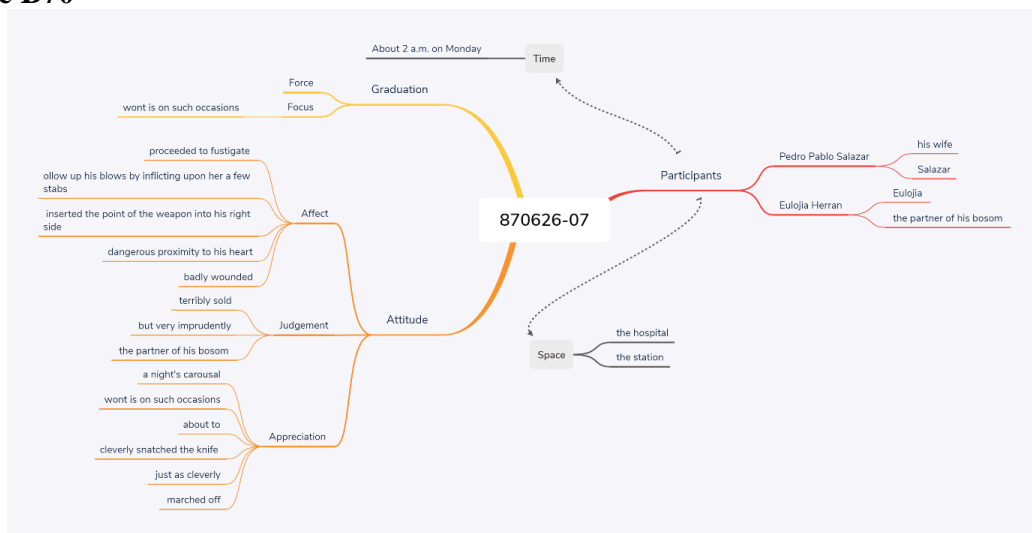 About 2 a.m. on Monday
Time
Force
Graduation
wont is on such occasions
Focus
proceeded to fustigate
ollow up his blows by inflicting upon her a few
stabs
inserted the point of the weapon into his right
side
Affect
dangerous proximity to his heart
badly wounded
terribly sold
but very imprudently
Judgement
the partner of his bosom
Attitude
a night's carousal
wont is on such occasions
about to
cleverly snatched the knife
Appreciation
just as cleverly
marched off
870626-07
Participants
Pedro Pablo Salazar
his wife
Salazar
Eulojia Herran
Eulojia
the partner of his bosom
Space
the hospital
the station